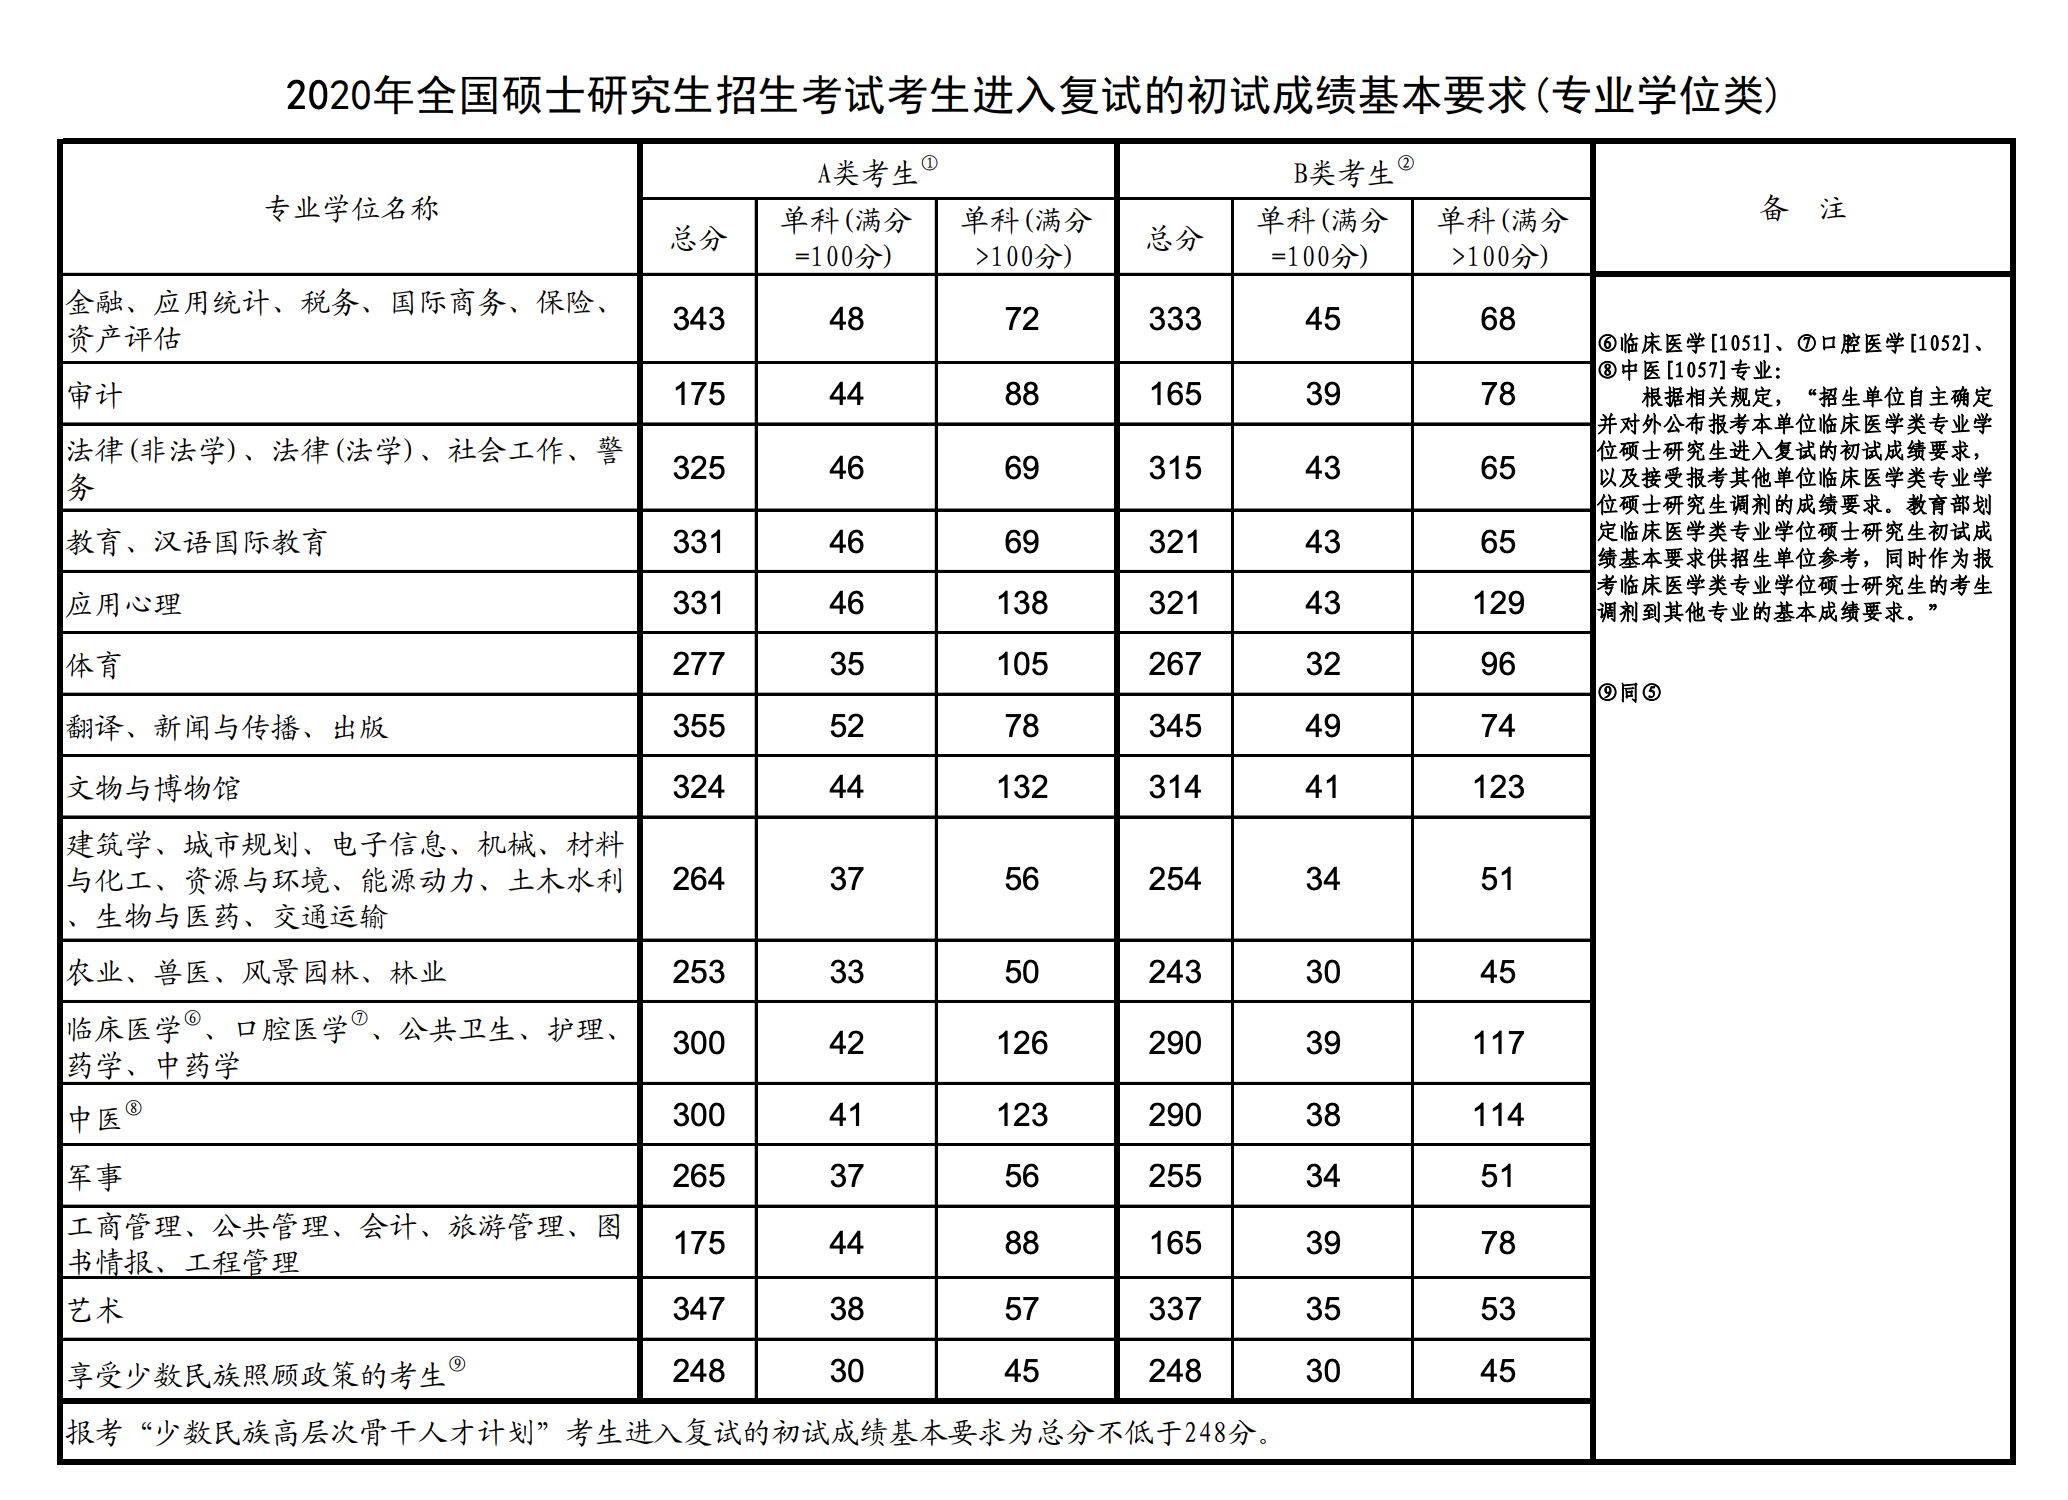 2020年全国硕士研究生招生考试考生进入复试的初试成绩基本要求(专业学位类)
专业学位名称 A类考生① B类考生② 备 注
总分 单科(满分=100分) 单科(满分>100分) 总分 单科(满分=100分) 单科(满分>100分)
金融、应用统计、税务、国际商务、保险、
资产评估 343 48 72 333 45 68
审计 175 44 88 165 39 78
法律(非法学)、法律(法学)、社会工作、警
务 325 46 69 315 43 65
教育、汉语国际教育 331 46 69 321 43 65
应用心理 331 46 138 321 43 129
体育 277 35 105 267 32 96
翻译、新闻与传播、出版 355 52 78 345 49 74
文物与博物馆 324 44 132 314 41 123
建筑学、城市规划、电子信息、机械、材料
与化工、资源与环境、能源动力、土木水利
、生物与医药、交通运输 264 37 56 254 34 51
农业、兽医、风景园林、林业 253 33 50 243 30 45
临床医学⑥、口腔医学⑦、公共卫生、护理、
药学、中药学 300 42 126 290 39 117
中医⑧ 300 41 123 290 38 114
军事 265 37 56 255 34 51
工商管理、公共管理、会计、旅游管理、图
书情报、工程管理 175 44 88 165 39 78
艺术 347 38 57 337 35 53
享受少数民族照顾政策的考生⑨ 248 30 45 248 30 45
报考“少数民族高层次骨干人才计划”考生进入复试的初试成绩基本要求为总分不低于248分。
⑥临床医学[1051]、⑦口腔医学[1052]、
⑧中医[1057]专业：
根据相关规定，“招生单位自主确定
并对外公布报考本单位临床医学类专业学
位硕士研究生进入复试的初试成绩要求，
以及接受报考其他单位临床医学类专业学
位硕士研究生调剂的成绩要求。教育部划
定临床医学类专业学位硕士研究生初试成
绩基本要求供招生单位参考，同时作为报
考临床医学类专业学位硕士研究生的考生
调剂到其他专业的基本成绩要求。”
⑨同⑤